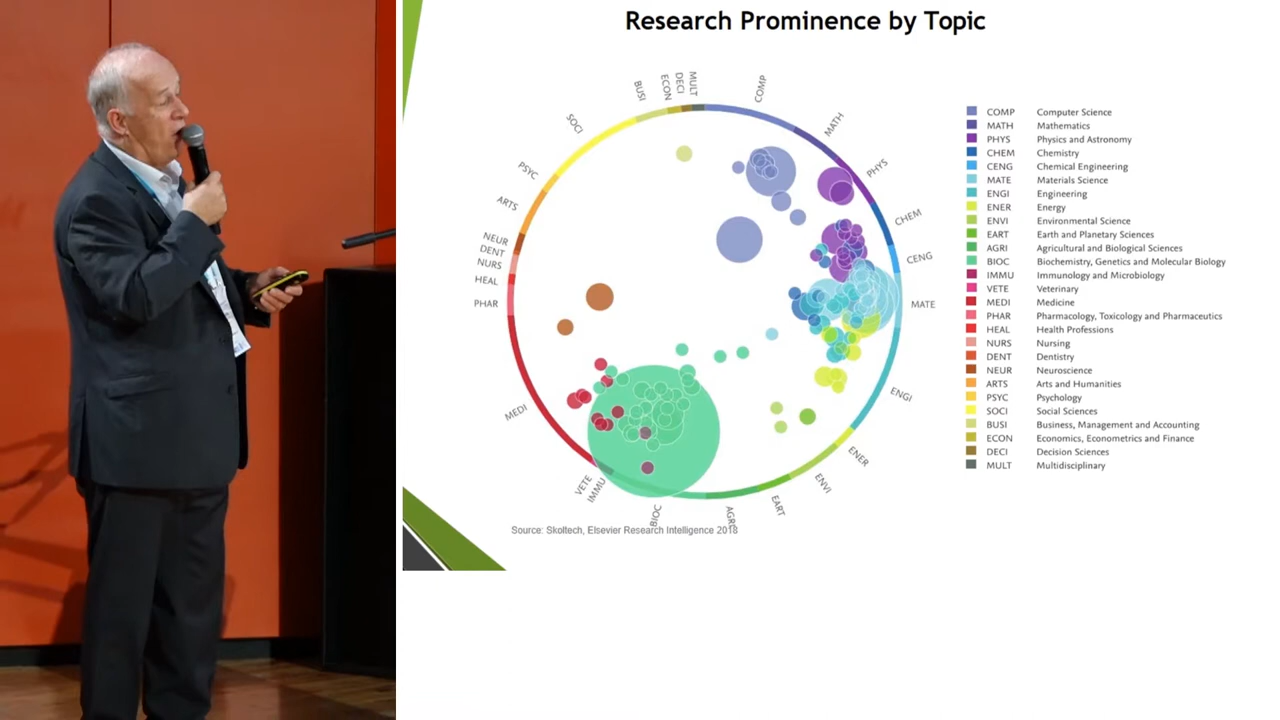 Research Prominence by Topic
MULT
DECI
ECON
BUSI
COMP
SOCI
MATH
PSYC
PHYS
ARTS
CHEM
NEUR
DENT
NURS
CENG
HEAL
PHAR
MATE
MEDI
ENGI
ENER
VETE
IMMU
ENVI
BIOC
AGRI
EART
Source: Skoltech, Elsevier Research Intelligence 2018
COMP Computer Science
MATH Mathematics
PHYS Physics and Astronomy
CHEM Chemistry
CENG Chemical Engineering
MATE Materials Science
ENGI Engineering
ENER Energy
ENVI Environmental Science
EART Earth and Planetary Sciences
AGRI Agricultural and Biological Sciences
BIOC Biochemistry, Genetics and Molecular Biology
IMMU Immunology and Microbiology
VETE Veterinary
MEDI Medicine
PHAR Pharmacology, Toxicology and Pharmaceutics
HEAL Health Professions
NURS Nursing
DENT Dentistry
NEUR Neuroscience
ARTS Arts and Humanities
PSYC Psychology
SOCI Social Sciences
BUSI Business, Management and Accounting
ECON Economics, Econometrics and Finance
DECI Decision Sciences
MULT Multidisciplinary